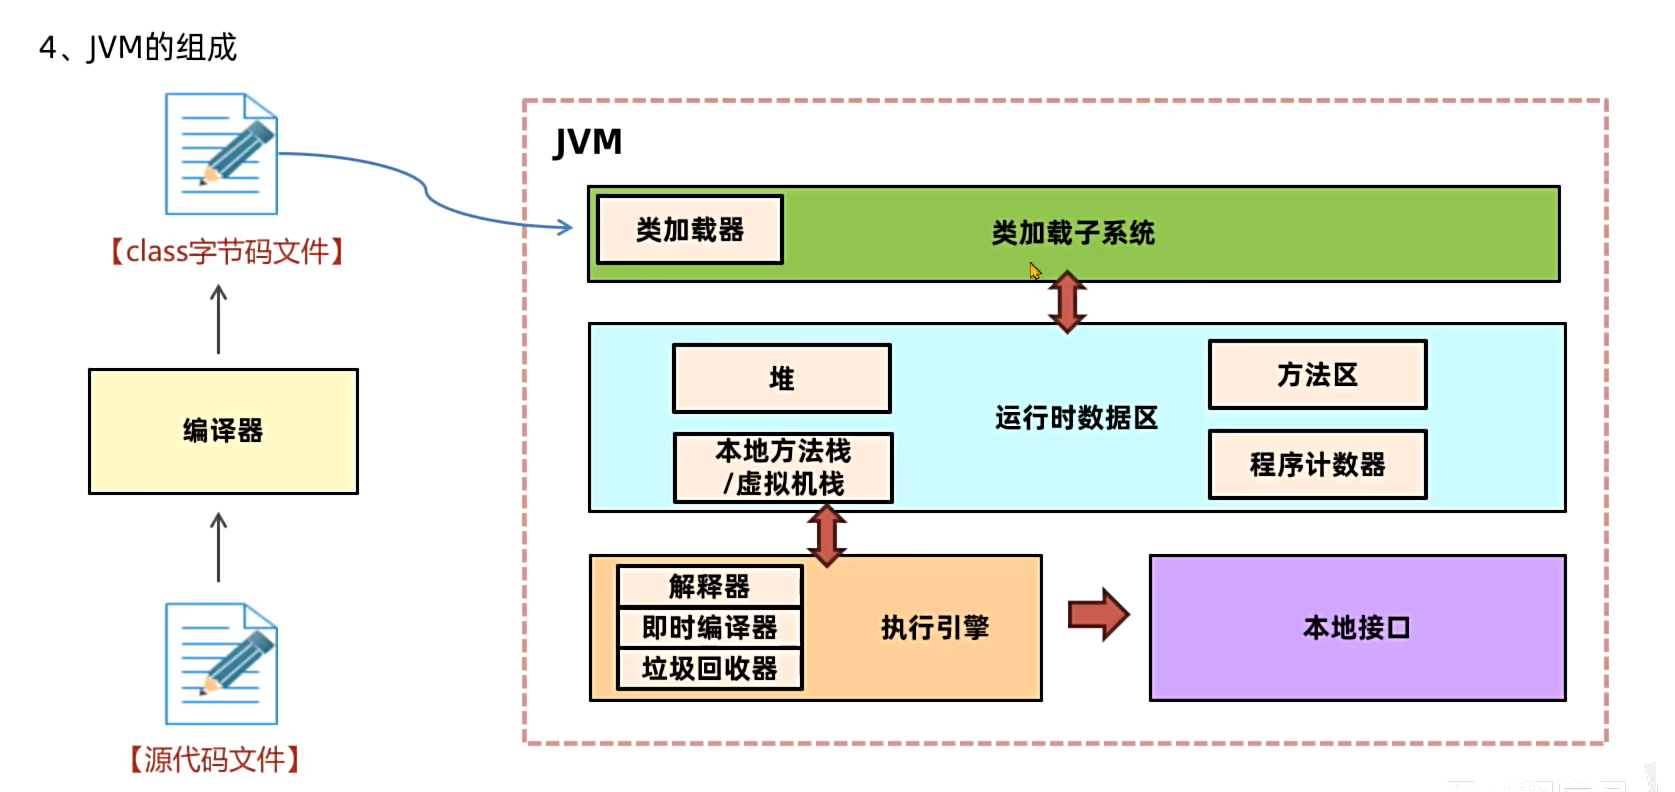 4、JVM的组成
【class字节码文件】
编译器
【源代码文件】
JVM
类加载器
类加载子系统
堆
方法区
运行时数据区
本地方法栈
/虚拟机栈
程序计数器
解释器
即时编译器
垃圾回收器
执行引擎
本地接口